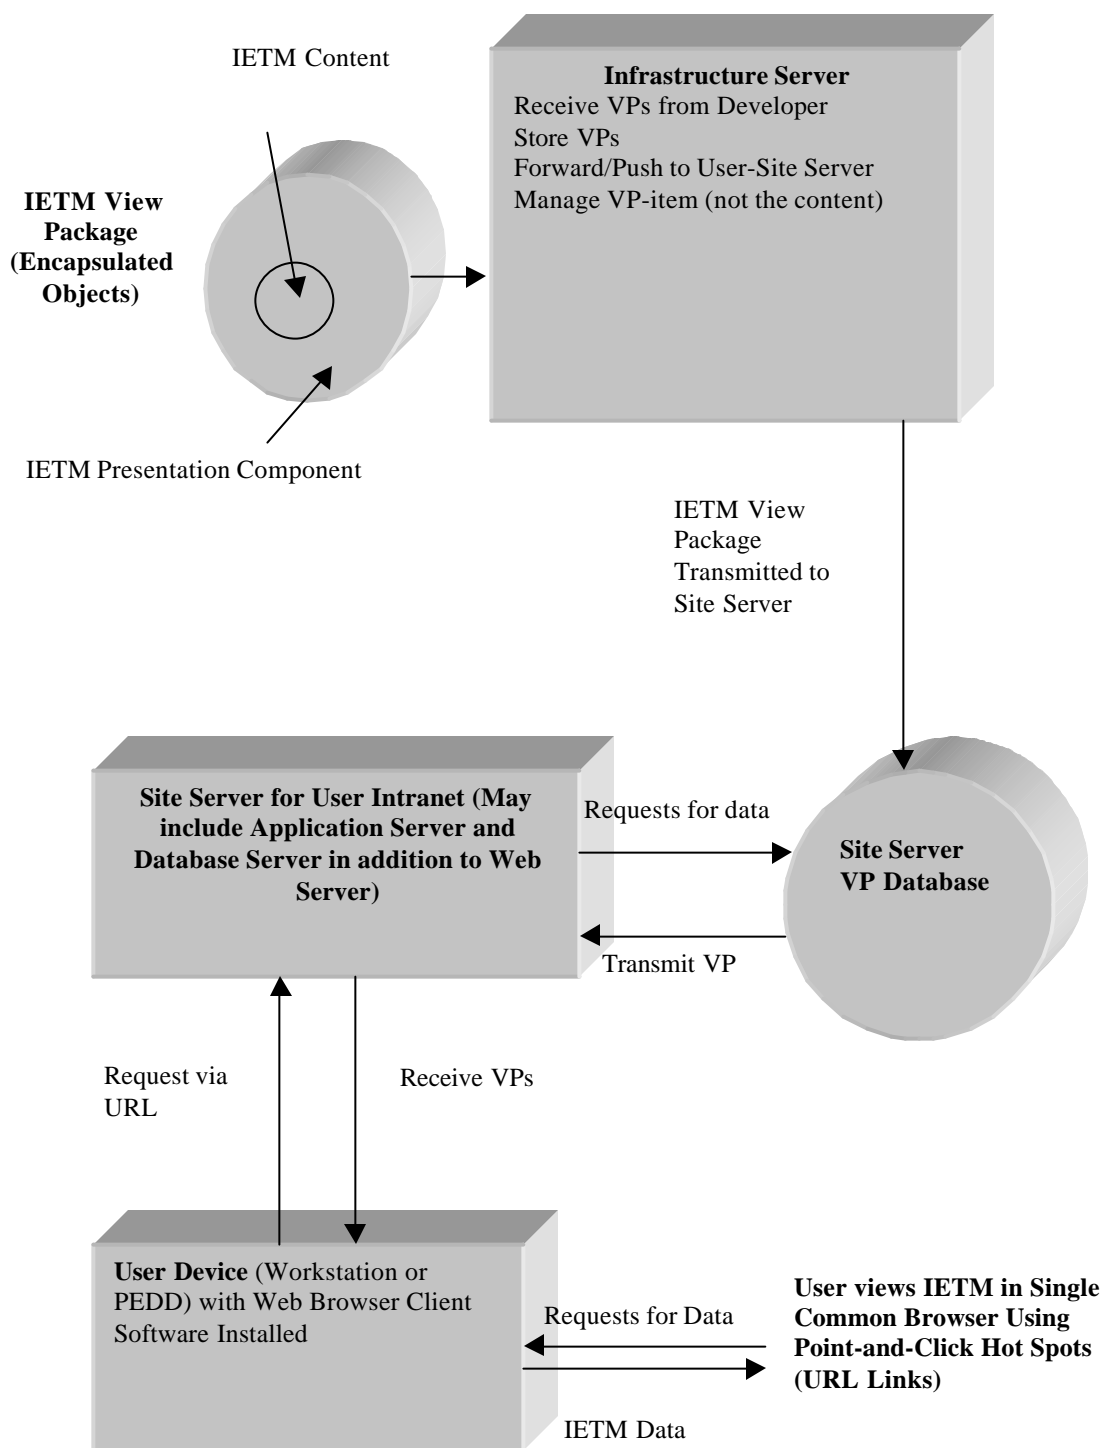 IETM Content
Infrastructure Server
Receive VPs from Developer
Store VPs
Forward/Push to User-Site Server
Manage VP-item (not the content)
IETM View
Package
(Encapsulated
Objects)
IETM Presentation Component
IETM View
Package
Transmitted to
Site Server
Site Server for User Intranet (May
include Application Server and
Database Server in addition to Web
Server)
Requests for data
Site Server
VP Database
Transmit VP
Request via
URL
Receive VPs
User Device (Workstation or
PEDD) with Web Browser Client
Software Installed
Requests for Data
User views IETM in Single
Common Browser Using
Point-and-Click Hot Spots
(URL Links)
IETM Data